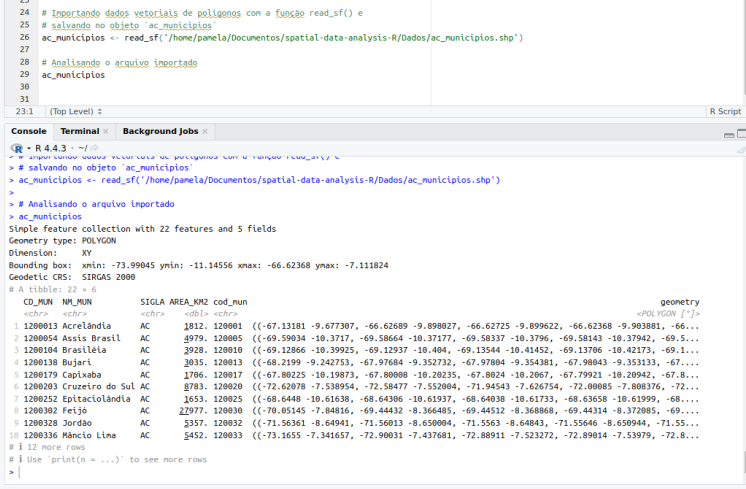 23
24 # Importando dados vetoriais de polígonos com a função read_sf() e
25 # salvando no objeto `ac_municipios`
26 ac_municipios <- read_sf('/home/pamela/Documentos/spatial-data-analysis-R/Dados/ac_municipios.shp')
27
28 # Analisando o arquivo importado
29 ac_municipios
30
31
23:1 (Top Level) R Script
Console Terminal Background Jobs
R 4.4.3 · ~/
> # Importando dados vetoriais de polígonos com a função read_sf() e
> # salvando no objeto `ac_municipios`
> ac_municipios <- read_sf('/home/pamela/Documentos/spatial-data-analysis-R/Dados/ac_municipios.shp')
>
> # Analisando o arquivo importado
> ac_municipios
Simple feature collection with 22 features and 5 fields
Geometry type: POLYGON
Dimension: XY
Bounding box: xmin: -73.99045 ymin: -11.14556 xmax: -66.62368 ymax: -7.111824
Geodetic CRS: SIRGAS 2000
# A tibble: 22 × 6
CD_MUN NM_MUN SIGLA AREA_KM2 cod_mun geometry
<chr> <chr> <chr> <dbl> <chr> <POLYGON [°]>
1 1200013 Acrelândia AC 1812. 120001 ((-67.13181 -9.677307, -66.62689 -9.898027, -66.62725 -9.899622, -66.62368 -9.903881, -66...
2 1200054 Assis Brasil AC 4979. 120005 ((-69.59034 -10.3717, -69.58664 -10.37177, -69.58337 -10.3796, -69.58143 -10.37942, -69.5...
3 1200104 Brasiléia AC 3928. 120010 ((-69.12866 -10.39925, -69.12937 -10.404, -69.13544 -10.41452, -69.13706 -10.42173, -69.1...
4 1200138 Bujari AC 3035. 120013 ((-68.2199 -9.242753, -67.97684 -9.352732, -67.97804 -9.354381, -67.98043 -9.353133, -67....
5 1200179 Capixaba AC 1706. 120017 ((-67.80225 -10.19873, -67.80008 -10.20235, -67.8024 -10.2067, -67.79921 -10.20942, -67.8...
6 1200203 Cruzeiro do Sul AC 8783. 120020 ((-72.62078 -7.538954, -72.58477 -7.552004, -71.94543 -7.626754, -72.00085 -7.808376, -72...
7 1200252 Epitaciolândia AC 1653. 120025 ((-68.6448 -10.61638, -68.64306 -10.61937, -68.64038 -10.61733, -68.63658 -10.61999, -68....
8 1200302 Feijó AC 27977. 120030 ((-70.05145 -7.84816, -69.44432 -8.366485, -69.44512 -8.368868, -69.44314 -8.372085, -69....
9 1200328 Jordão AC 5357. 120032 ((-71.56361 -8.64941, -71.56013 -8.650004, -71.5563 -8.64843, -71.55646 -8.650944, -71.55...
10 1200336 Mâncio Lima AC 5452. 120033 ((-73.1655 -7.341657, -72.90031 -7.437681, -72.88911 -7.523272, -72.89014 -7.53979, -72.8...
# ℹ 12 more rows
# ℹ Use `print(n = ...)` to see more rows
>